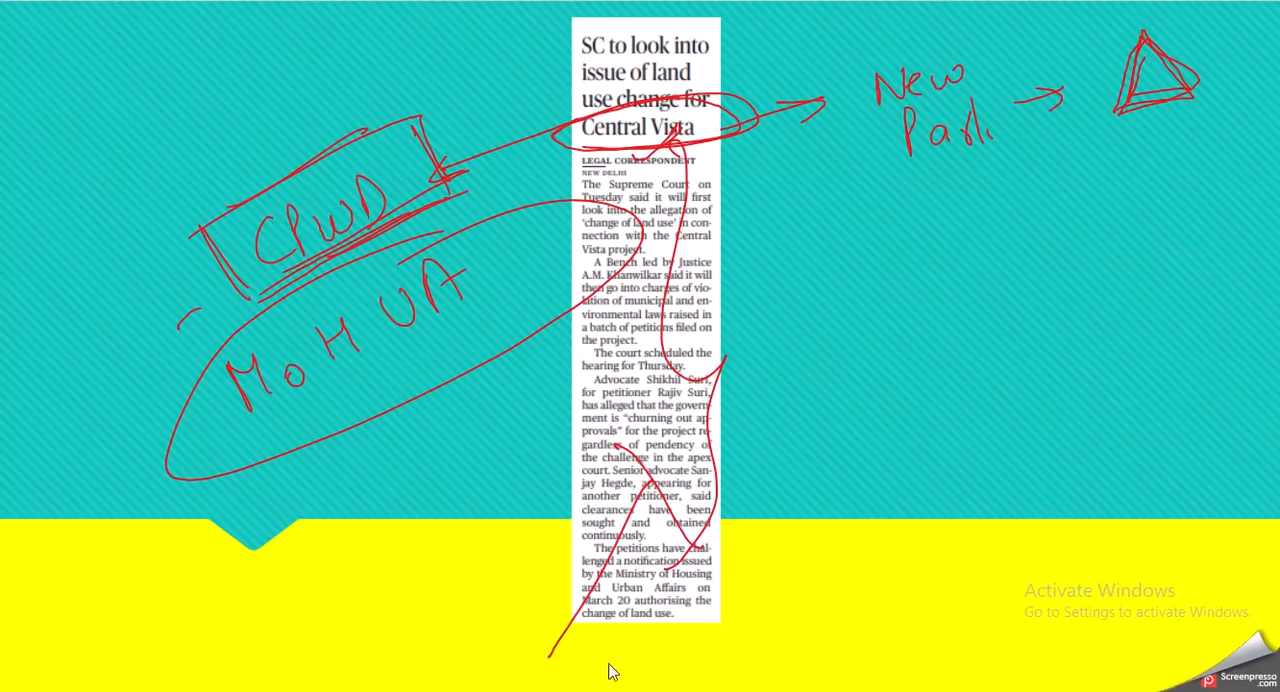 SC to look into
issue of land
use change for
Central Vista
LEGAL CORRESPONDENT
NEW DELHI
The Supreme Court on
Tuesday said it will first
look into the allegation of
‘change of land use’ in con-
nection with the Central
Vista project.
A Bench led by Justice
A.M. Khanwilkar said it will
then go into charges of vio-
lation of municipal and en-
vironmental laws raised in
a batch of petitions filed on
the project.
The court scheduled the
hearing for Thursday.
Advocate Shikhil Suri,
for petitioner Rajiv Suri,
has alleged that the govern-
ment is “churning out ap-
provals” for the project re-
gardless of pendency of
the challenge in the apex
court. Senior advocate San-
jay Hegde, appearing for
another petitioner, said
clearances have been
sought and obtained
continuously.
The petitions have chal-
lenged a notification issued
by the Ministry of Housing
and Urban Affairs on
March 20 authorising the
change of land use.
CPWD
MoHUA
New
Parli
Activate Windows
Go to Settings to activate Windows.
Screenpresso
.com